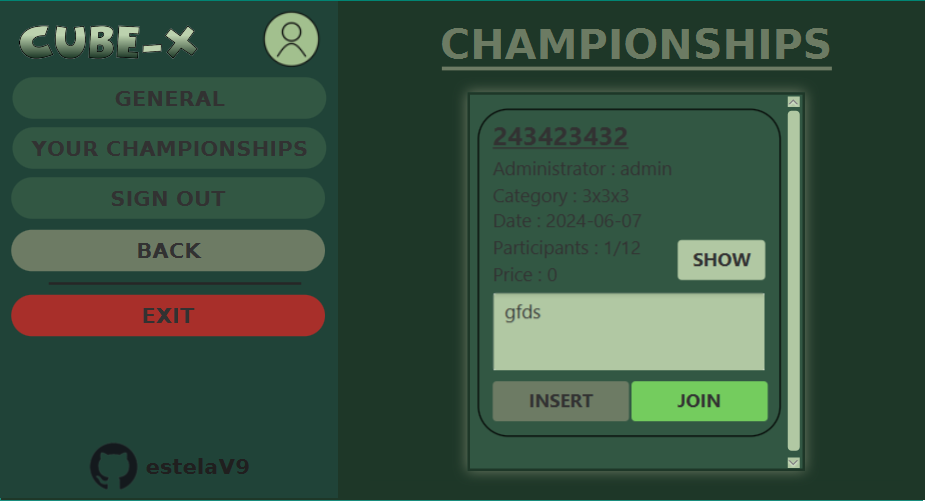 CUBE-X
GENERAL
YOUR CHAMPIONSHIPS
SIGN OUT
BACK
EXIT
estelaV9
CHAMPIONSHIPS
243423432
Administrator : admin
Category : 3x3x3
Date : 2024-06-07
Participants : 1/12
Price : 0
SHOW
gfds
INSERT
JOIN